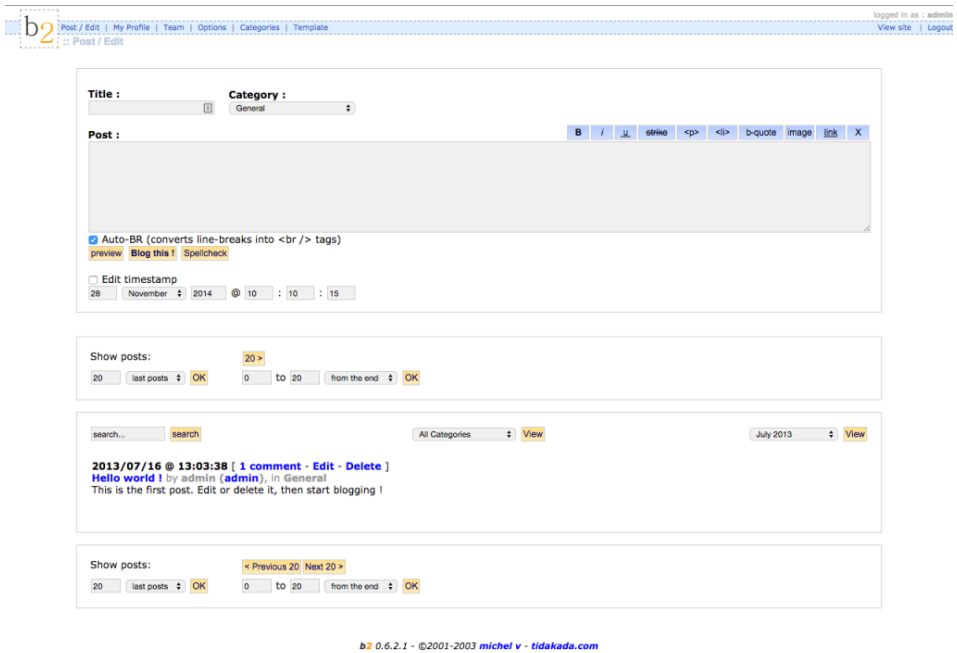 logged in as : admin
b2
Post / Edit | My Profile | Team | Options | Categories | Template
View site | Logout
:: Post / Edit
Title :
Category :
General
Post :
B i u strike <p> <li> b-quote image link X
Auto-BR (converts line-breaks into <br /> tags)
preview Blog this ! Spellcheck
Edit timestamp
28 November 2014 @ 10 : 10 : 15
Show posts:
20 >
20 last posts OK 0 to 20 from the end OK
search... search All Categories View July 2013 View
2013/07/16 @ 13:03:38 [ 1 comment - Edit - Delete ]
Hello world ! by admin (admin), in General
This is the first post. Edit or delete it, then start blogging !
Show posts:
< Previous 20 Next 20 >
20 last posts OK 0 to 20 from the end OK
b2 0.6.2.1 - ©2001-2003 michel v - tidakada.com